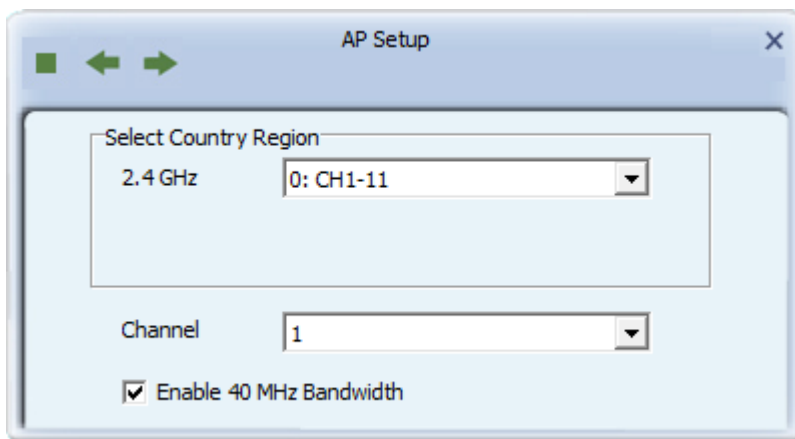 AP Setup
Select Country Region
2.4 GHz 0: CH1-11
Channel 1
Enable 40 MHz Bandwidth